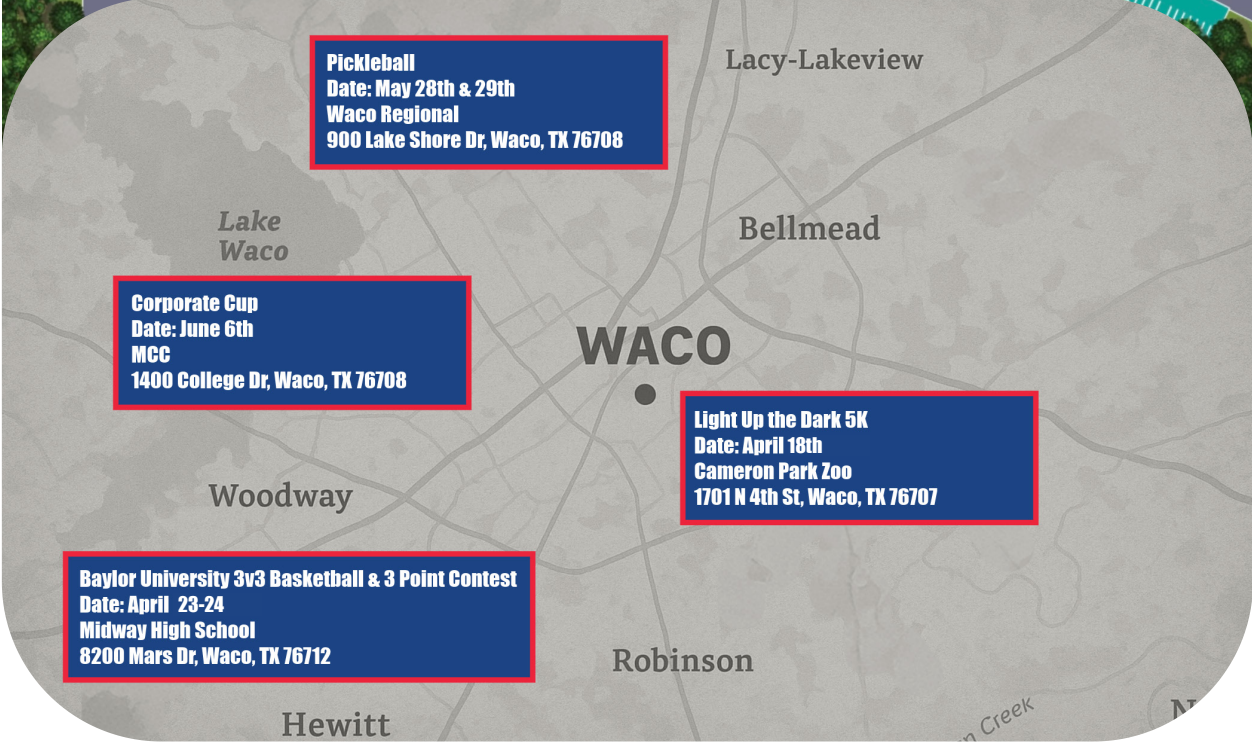 Pickleball
Date: May 28th & 29th
Waco Regional
900 Lake Shore Dr, Waco, TX 76708
Lacy-Lakeview
Lake
Waco
Bellmead
Corporate Cup
Date: June 6th
MCC
1400 College Dr, Waco, TX 76708
WACO
Light Up the Dark 5K
Date: April 18th
Cameron Park Zoo
1701 N 4th St, Waco, TX 76707
Woodway
Baylor University 3v3 Basketball & 3 Point Contest
Date: April 23-24
Midway High School
8200 Mars Dr, Waco, TX 76712
Robinson
Hewitt
Creek